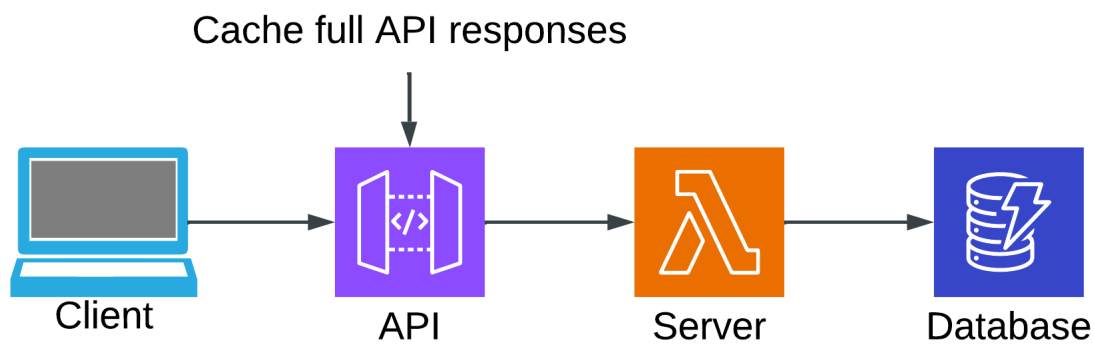 Cache full API responses
</>
Client
API
Server
Database